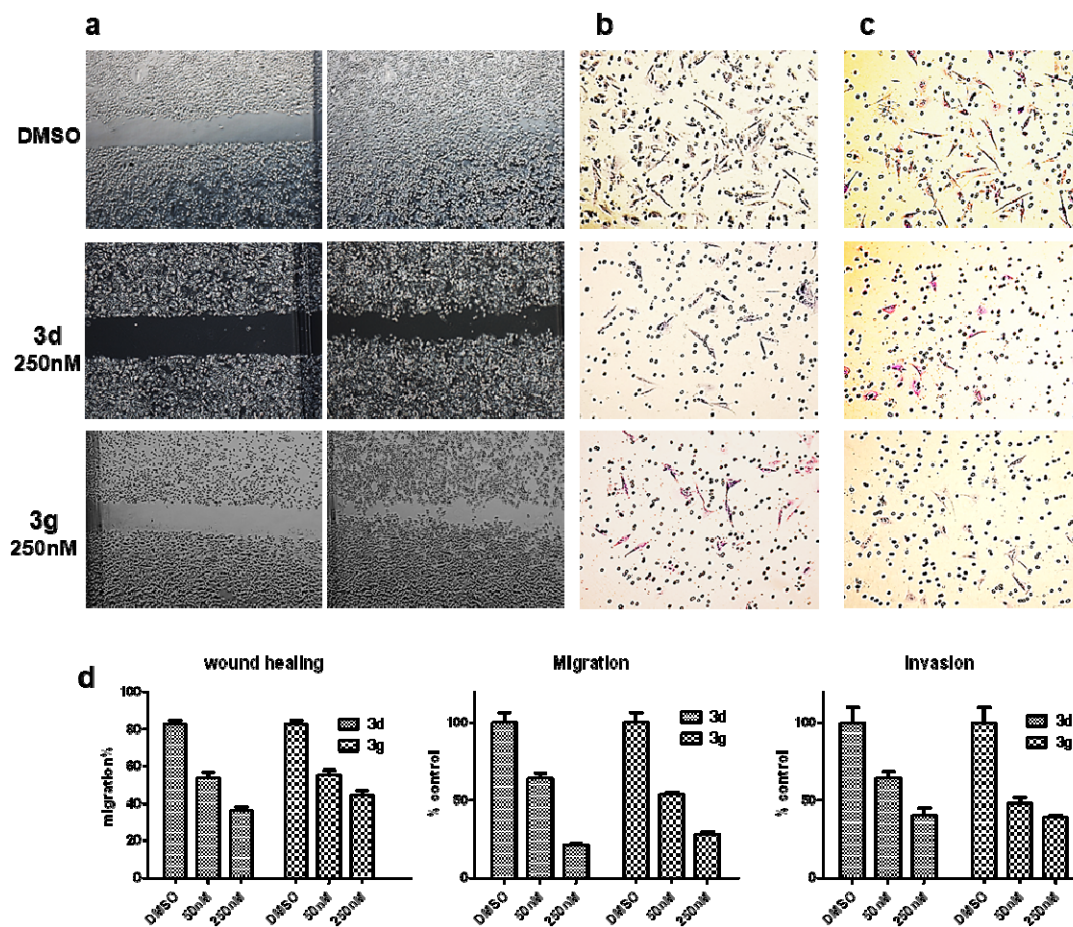 a
b
c
DMSO
3d
250nM
3g
250nM
d
wound healing
migration%
100
80
60
40
20
0
3d
3g
DMSO
50nM
250nM
DMSO
50nM
250nM
Migration
% control
100
50
0
3d
3g
DMSO
50nM
250nM
DMSO
50nM
250nM
Invasion
% control
100
50
0
3d
3g
DMSO
50nM
250nM
DMSO
50nM
250nM